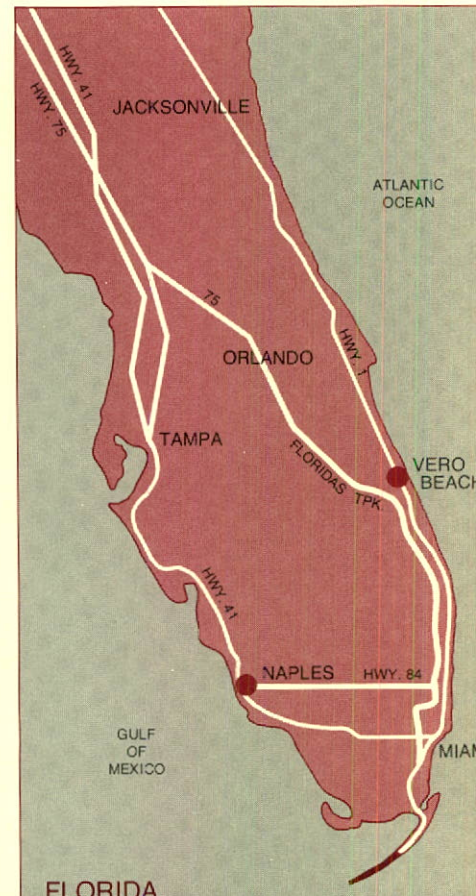 HWY. 41
HWY. 75
JACKSONVILLE
ATLANTIC
OCEAN
75
HWY. 1
ORLANDO
TAMPA
FLORIDAS TPK
VERO
BEACH
HWY. 41
NAPLES
HWY. 84
GULF
OF
MEXICO
MIAM
FLORIDA